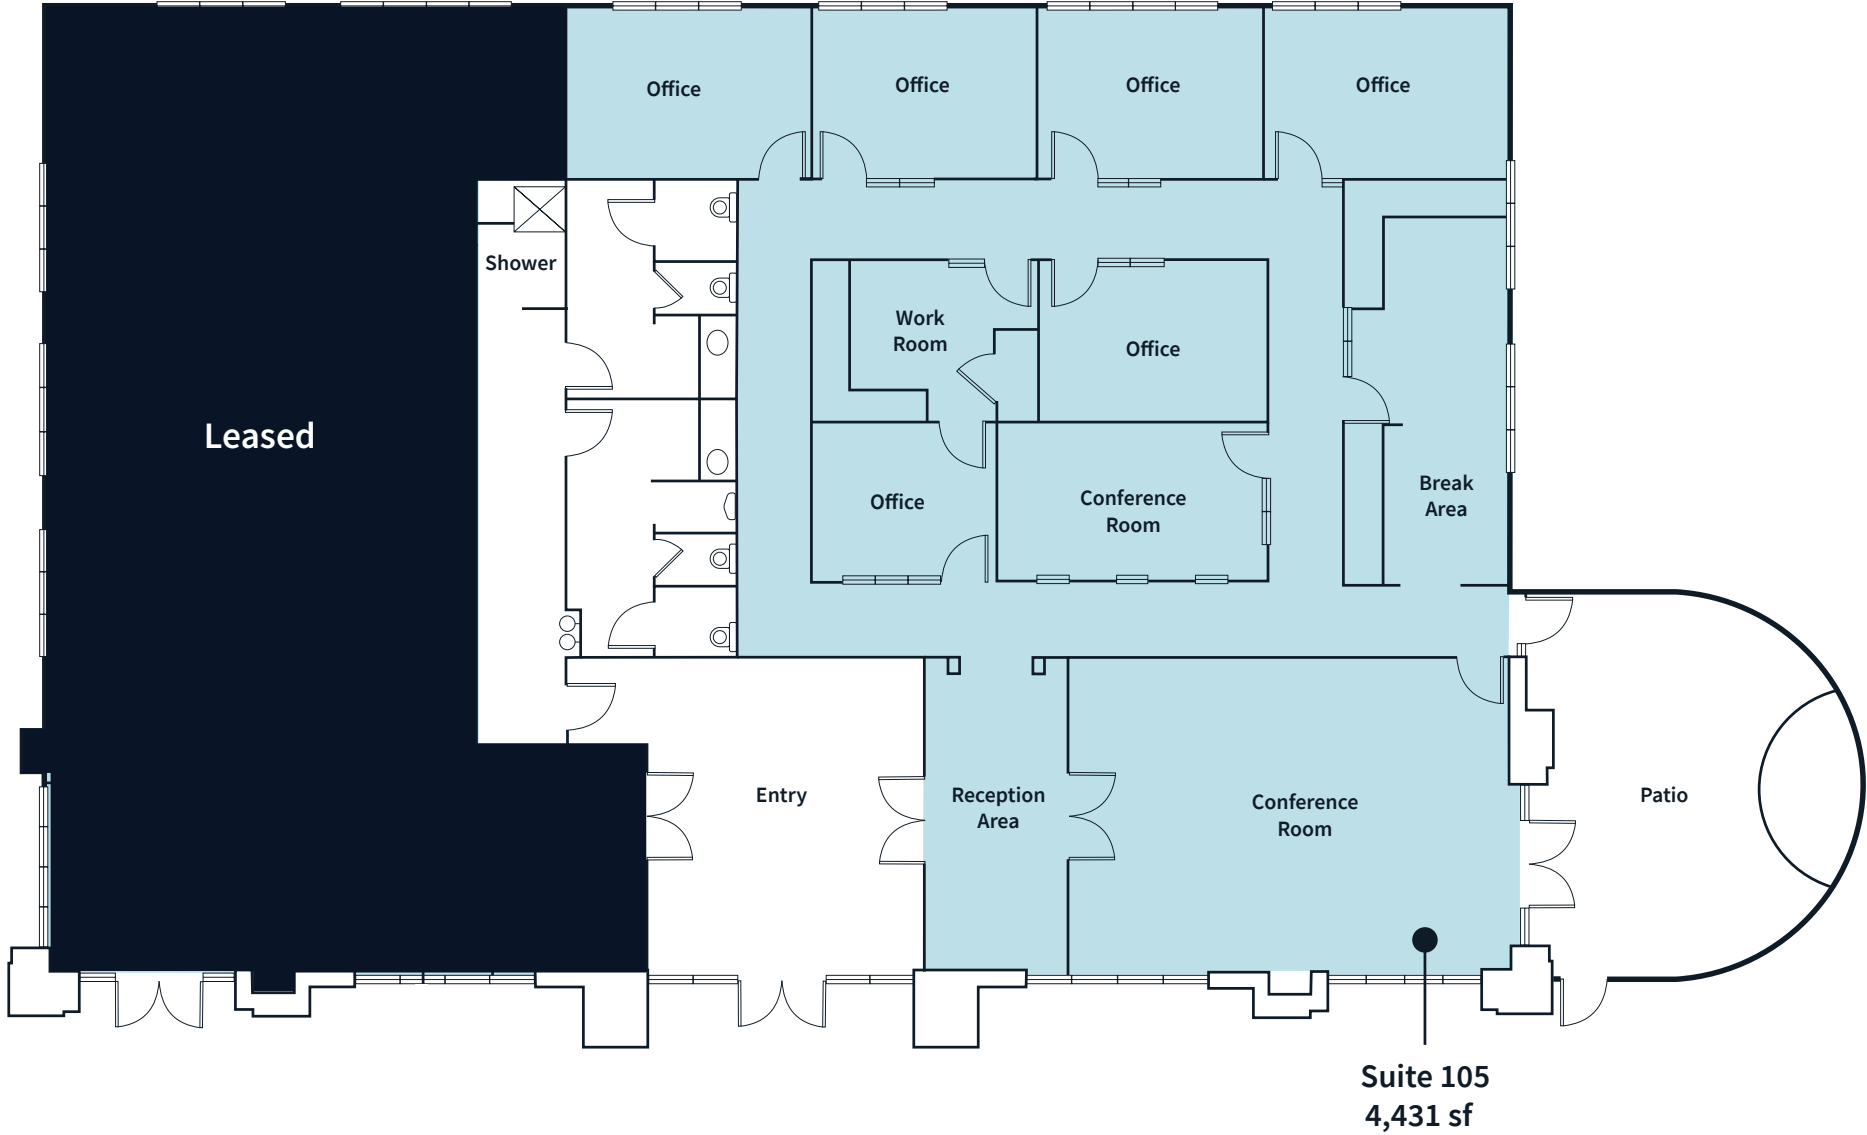 Office
Office
Office
Office
Shower
Work
Room
Office
Leased
Office
Conference
Room
Break
Area
Entry
Reception
Area
Conference
Room
Patio
Suite 105
4,431 sf